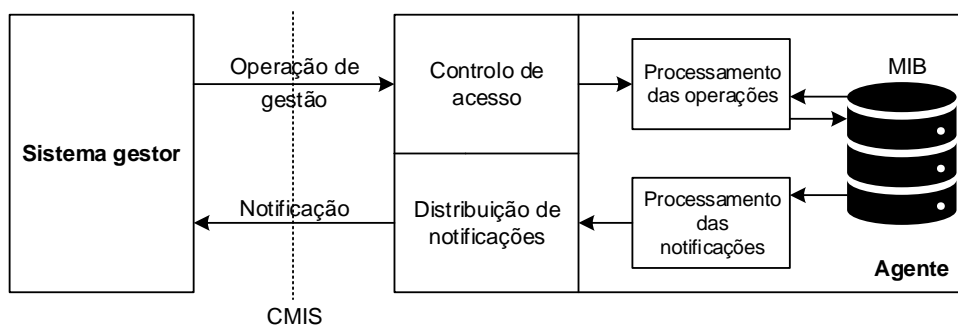 Sistema gestor
Operação de
gestão
Notificação
CMIS
Controlo de
acesso
Distribuição de
notificações
Processamento
das operações
Processamento
das
notificações
MIB
Agente